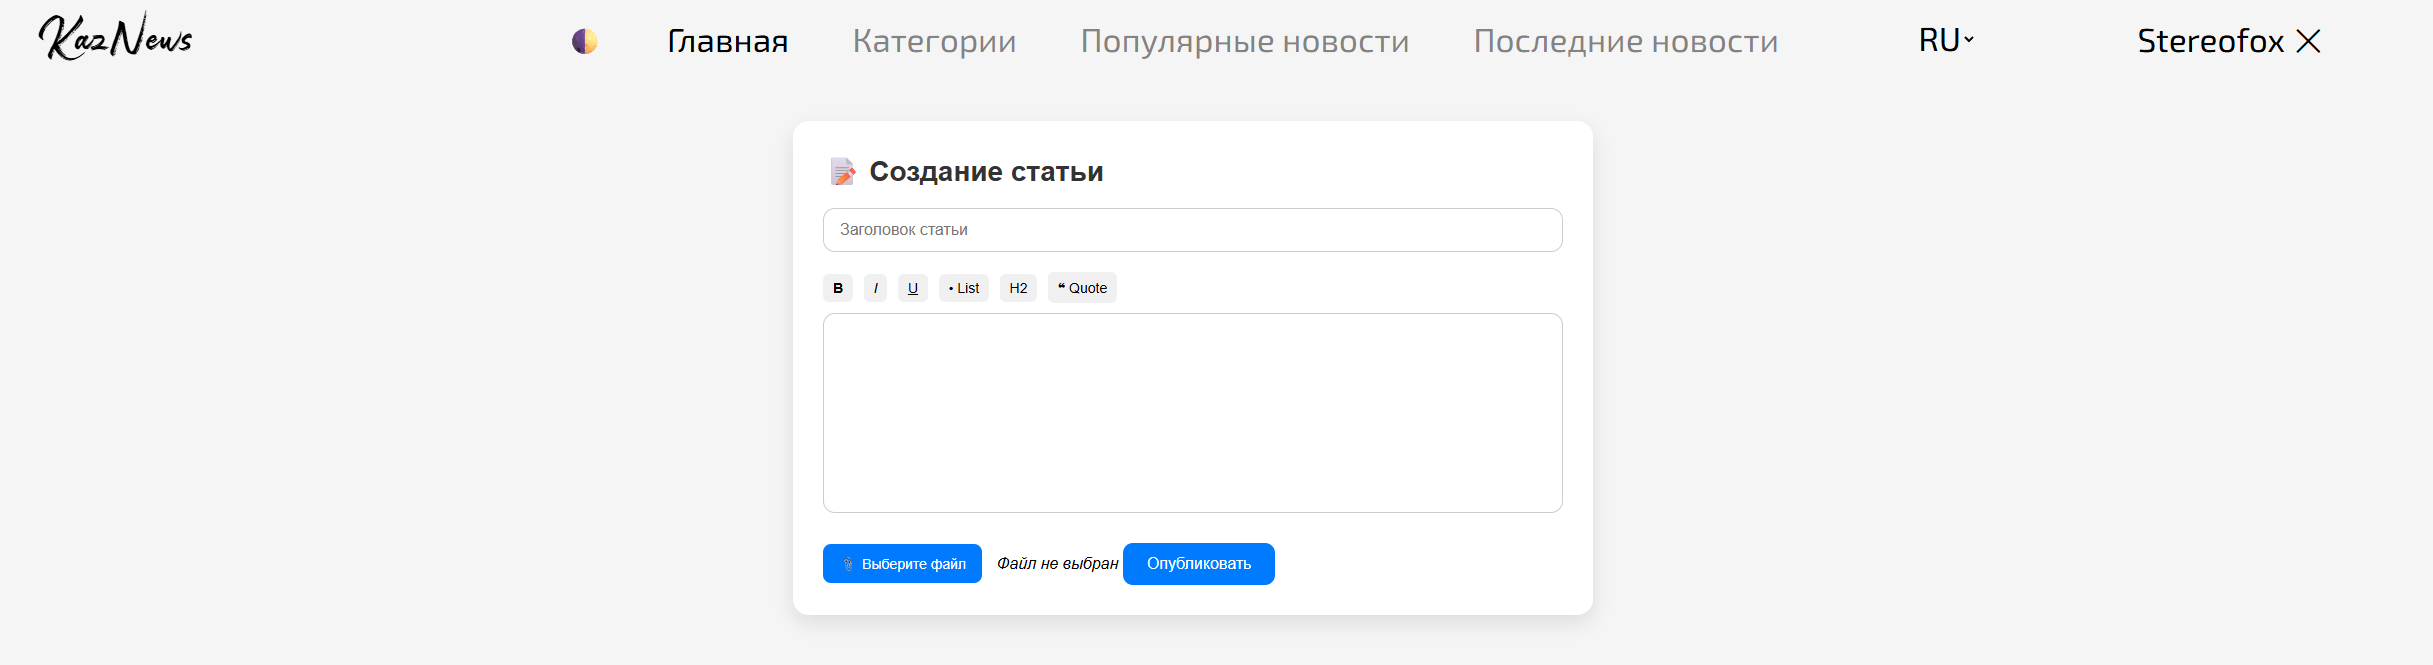 KazNews Главная Категории Популярные новости Последние новости RU Stereofox
Создание статьи
Заголовок статьи
B I U • List H2 ❝ Quote
Выберите файл Файл не выбран Опубликовать